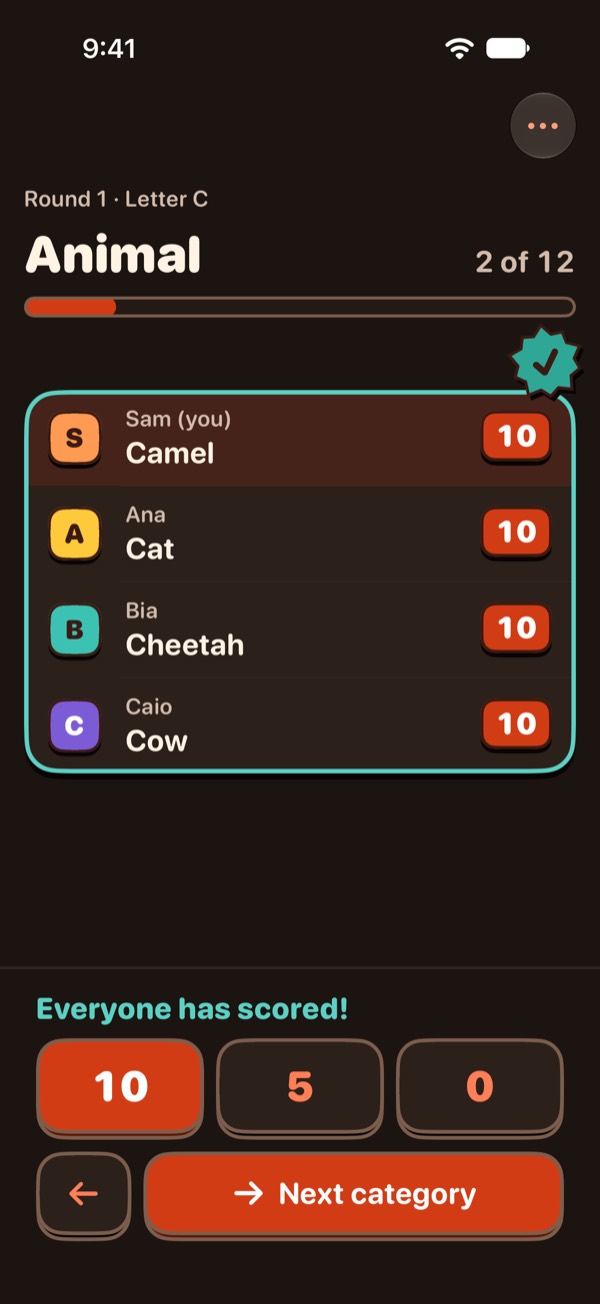 9:41
Round 1 · Letter C
Animal
2 of 12
S
Sam (you)
Camel
10
A
Ana
Cat
10
B
Bia
Cheetah
10
C
Caio
Cow
10
Everyone has scored!
10
5
0
← → Next category